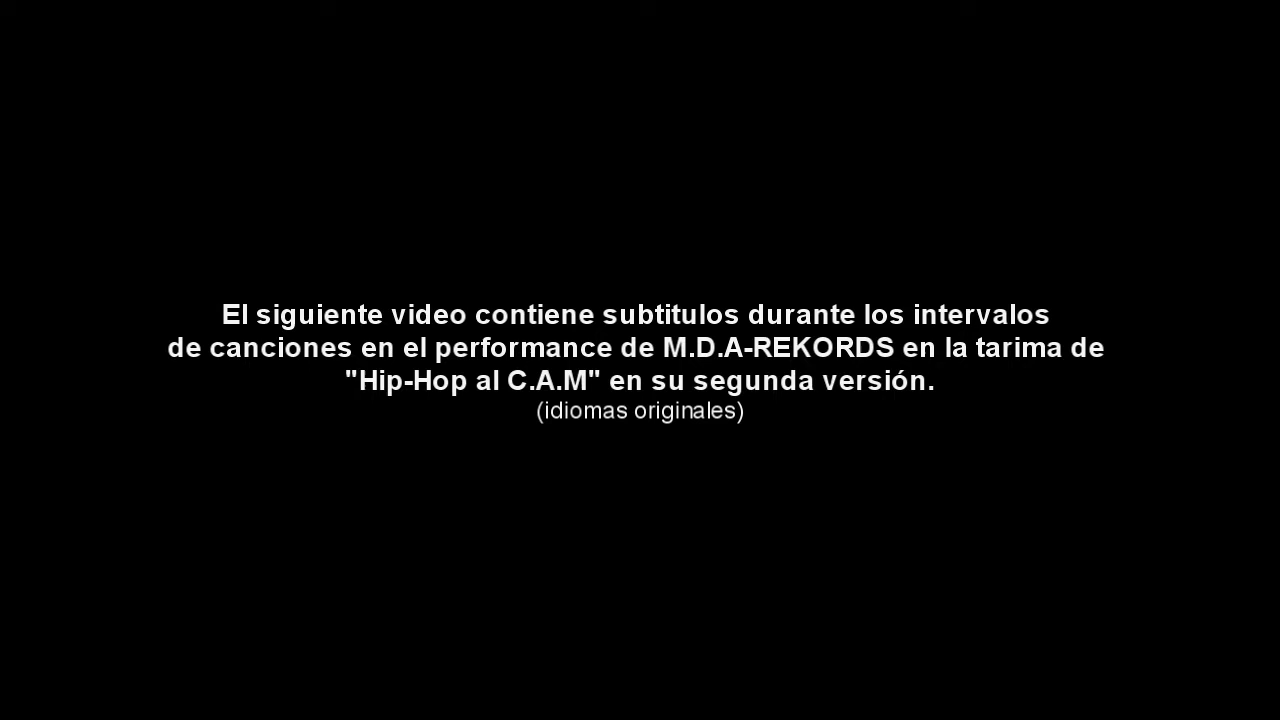 El siguiente video contiene subtitulos durante los intervalos
de canciones en el performance de M.D.A-REKORDS en la tarima de
"Hip-Hop al C.A.M" en su segunda versión.
(idiomas originales)